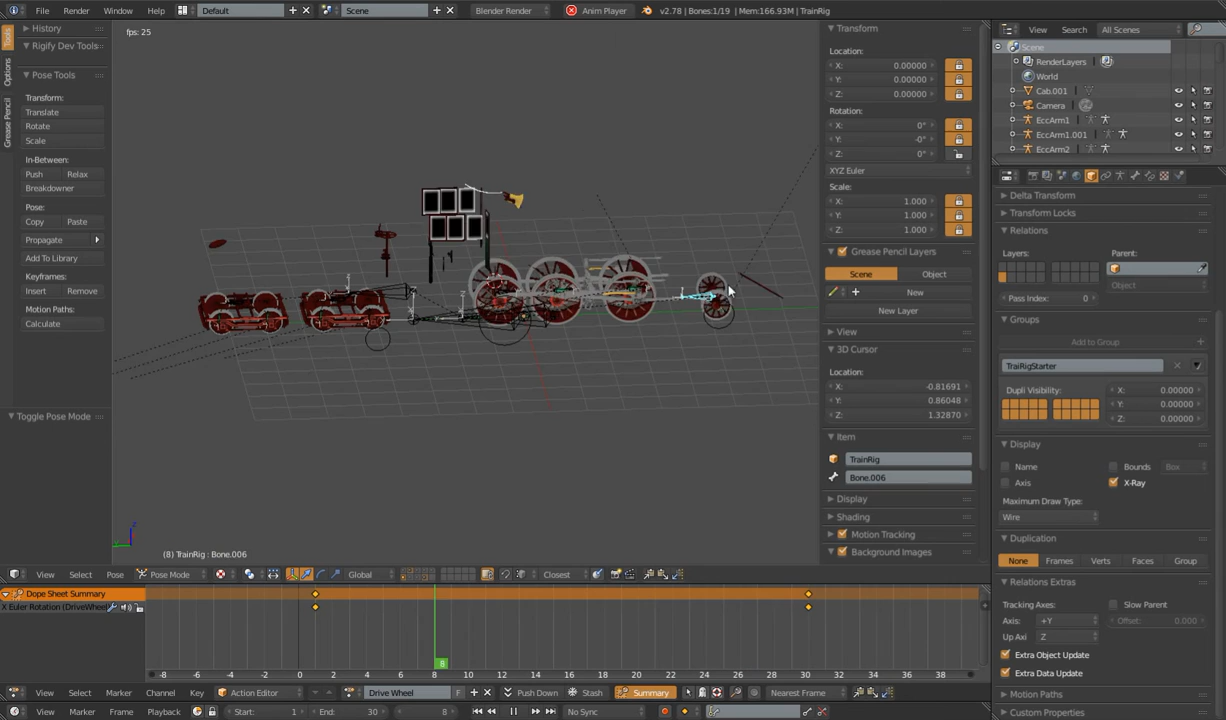 File Render Window Help Default Scene Blender Render Anim Player v2.78 | Bones:1/19 | Mem:166.93M | TrainRig
fps: 25
Tools
Options
Grease Pencil
History
Rigify Dev Tools
Pose Tools
Transform:
Translate
Rotate
Scale
In-Between:
Push Relax
Breakdowner
Pose:
Copy Paste
Propagate
Add To Library
Keyframes:
Insert Remove
Motion Paths:
Calculate
Toggle Pose Mode
(8) TrainRig : Bone.006
Transform
Location:
X: 0.00000
Y: 0.00000
Z: 0.00000
Rotation:
X: 0°
Y: -0°
Z: 0°
XYZ Euler
Scale:
X: 1.000
Y: 1.000
Z: 1.000
Grease Pencil Layers
Scene Object
New
New Layer
View
3D Cursor
Location:
X: -0.81691
Y: 0.86048
Z: 1.32870
Item
TrainRig
Bone.006
Display
Shading
Motion Tracking
Background Images
View Search All Scenes
Scene
RenderLayers
World
Cab.001
Camera
EccArm1
EccArm1.001
EccArm2
Delta Transform
Transform Locks
Relations
Layers: Parent:
Object
Pass Index: 0
Groups
Add to Group
TraiRigStarter
Dupli Visibility: X: 0.00000
Y: 0.00000
Z: 0.00000
Display
Name Bounds Box
Axis X-Ray
Maximum Draw Type:
Wire
Duplication
None Frames Verts Faces Group
Relations Extras
Tracking Axes: Slow Parent
Axis: +Y Offset: 0.000
Up Axi Z
Extra Object Update
Extra Data Update
Motion Paths
Custom Properties
View Select Pose Pose Mode Global Closest
Dope Sheet Summary
X Euler Rotation (DriveWheel
-8 -6 -4 -2 0 2 4 6 8 10 12 14 16 18 20 22 24 26 28 30 32 34 36 38
View Select Marker Channel Key Action Editor Drive Wheel F Push Down Stash Summary Nearest Frame
View Marker Frame Playback Start: 1 End: 30 8 No Sync